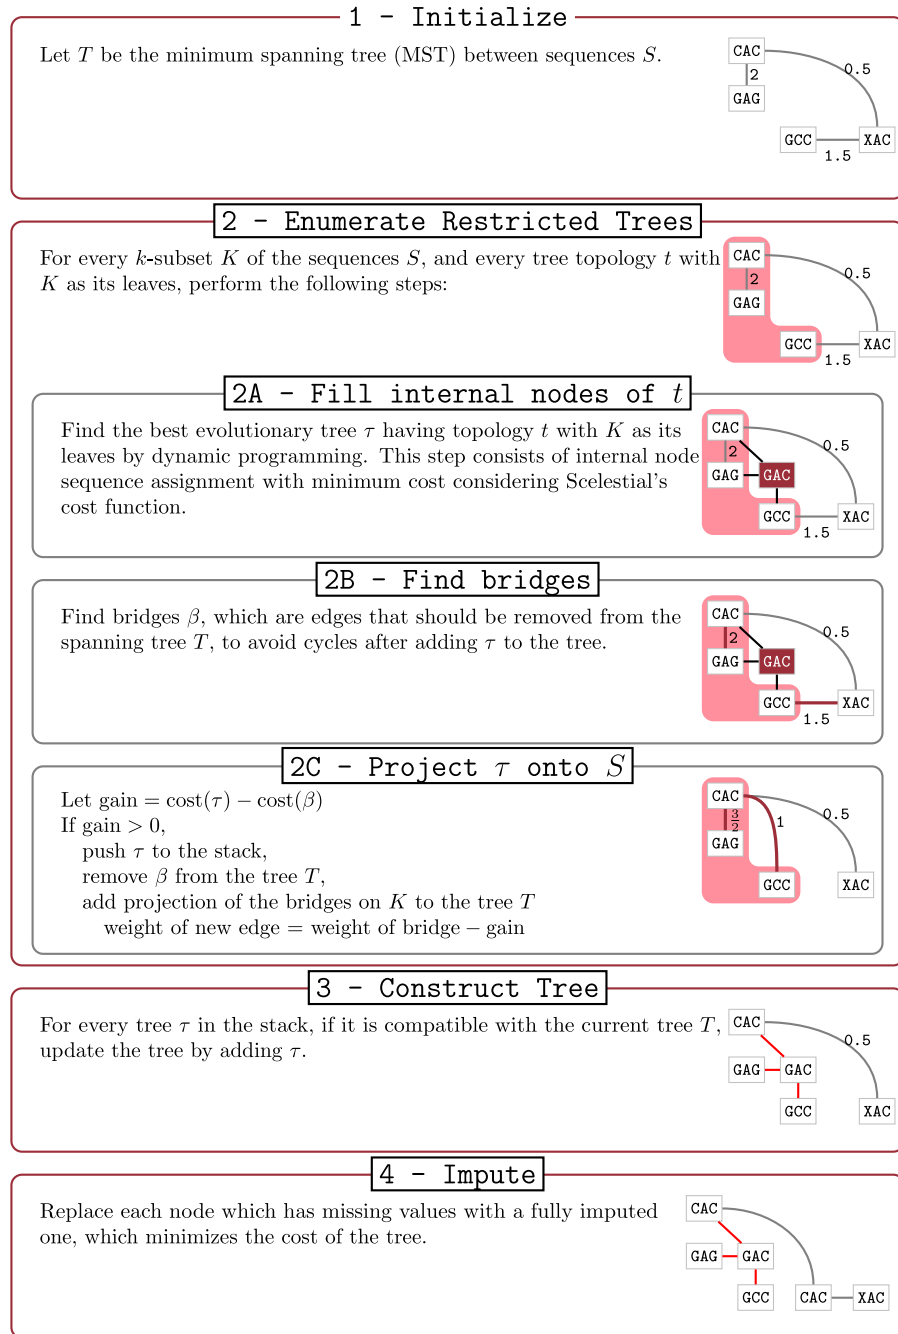 1 - Initialize
Let T be the minimum spanning tree (MST) between sequences S.
CAC
0.5
2
GAG
GCC
XAC
1.5
2 - Enumerate Restricted Trees
For every k-subset K of the sequences S, and every tree topology t with
K as its leaves, perform the following steps:
CAC
0.5
2
GAG
GCC
XAC
1.5
2A - Fill internal nodes of t
Find the best evolutionary tree τ having topology t with K as its
leaves by dynamic programming. This step consists of internal node
sequence assignment with minimum cost considering Scelestial's
cost function.
CAC
0.5
2
GAG
GAC
GCC
XAC
1.5
2B - Find bridges
Find bridges β, which are edges that should be removed from the
spanning tree T, to avoid cycles after adding τ to the tree.
CAC
0.5
2
GAG
GAC
GCC
XAC
1.5
2C - Project τ onto S
Let gain = cost(τ) − cost(β)
If gain > 0,
push τ to the stack,
remove β from the tree T,
add projection of the bridges on K to the tree T
weight of new edge = weight of bridge − gain
CAC
0.5
3/2
1
GAG
GCC
XAC
3 - Construct Tree
For every tree τ in the stack, if it is compatible with the current tree T,
update the tree by adding τ.
CAC
0.5
GAG
GAC
GCC
XAC
4 - Impute
Replace each node which has missing values with a fully imputed
one, which minimizes the cost of the tree.
CAC
GAG
GAC
GCC
CAC
XAC